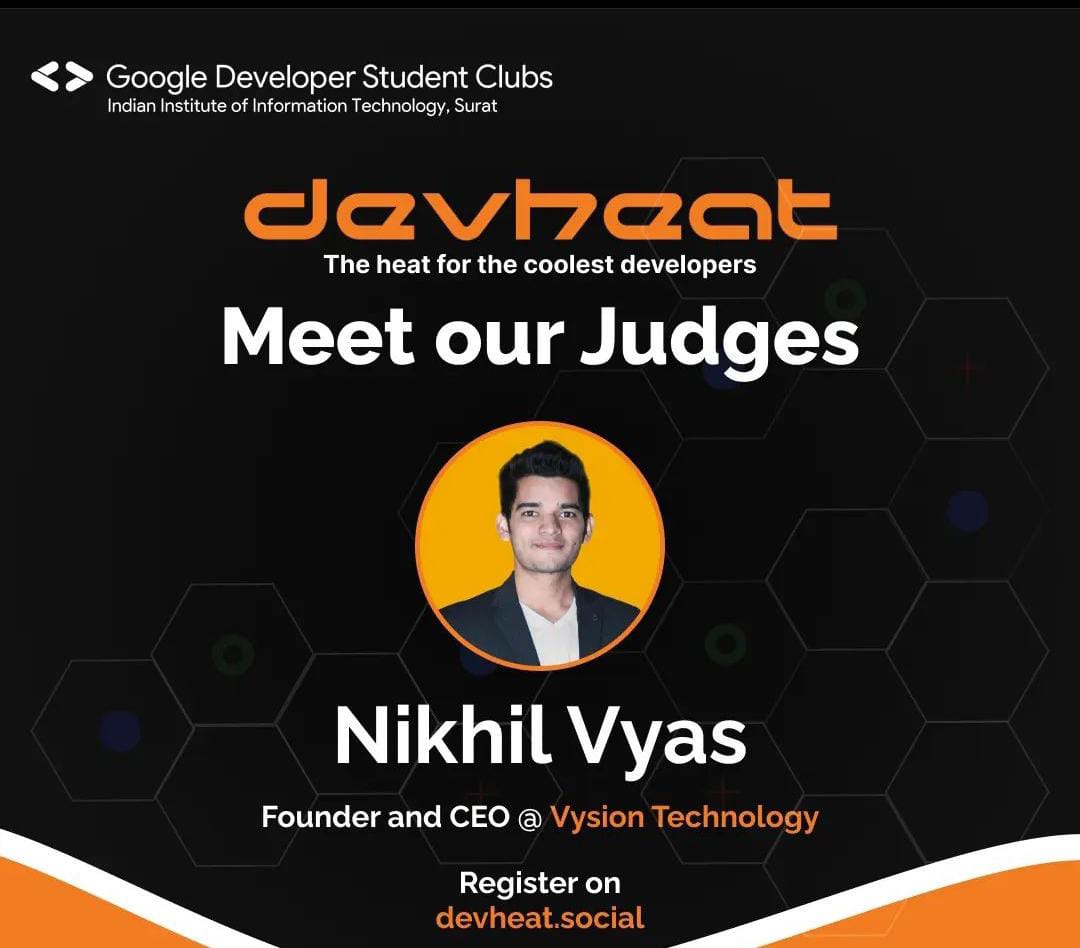 Google Developer Student Clubs
Indian Institute of Information Technology, Surat
devheat
The heat for the coolest developers
Meet our Judges
Nikhil Vyas
Founder and CEO @ Vysion Technology
Register on
devheat.social